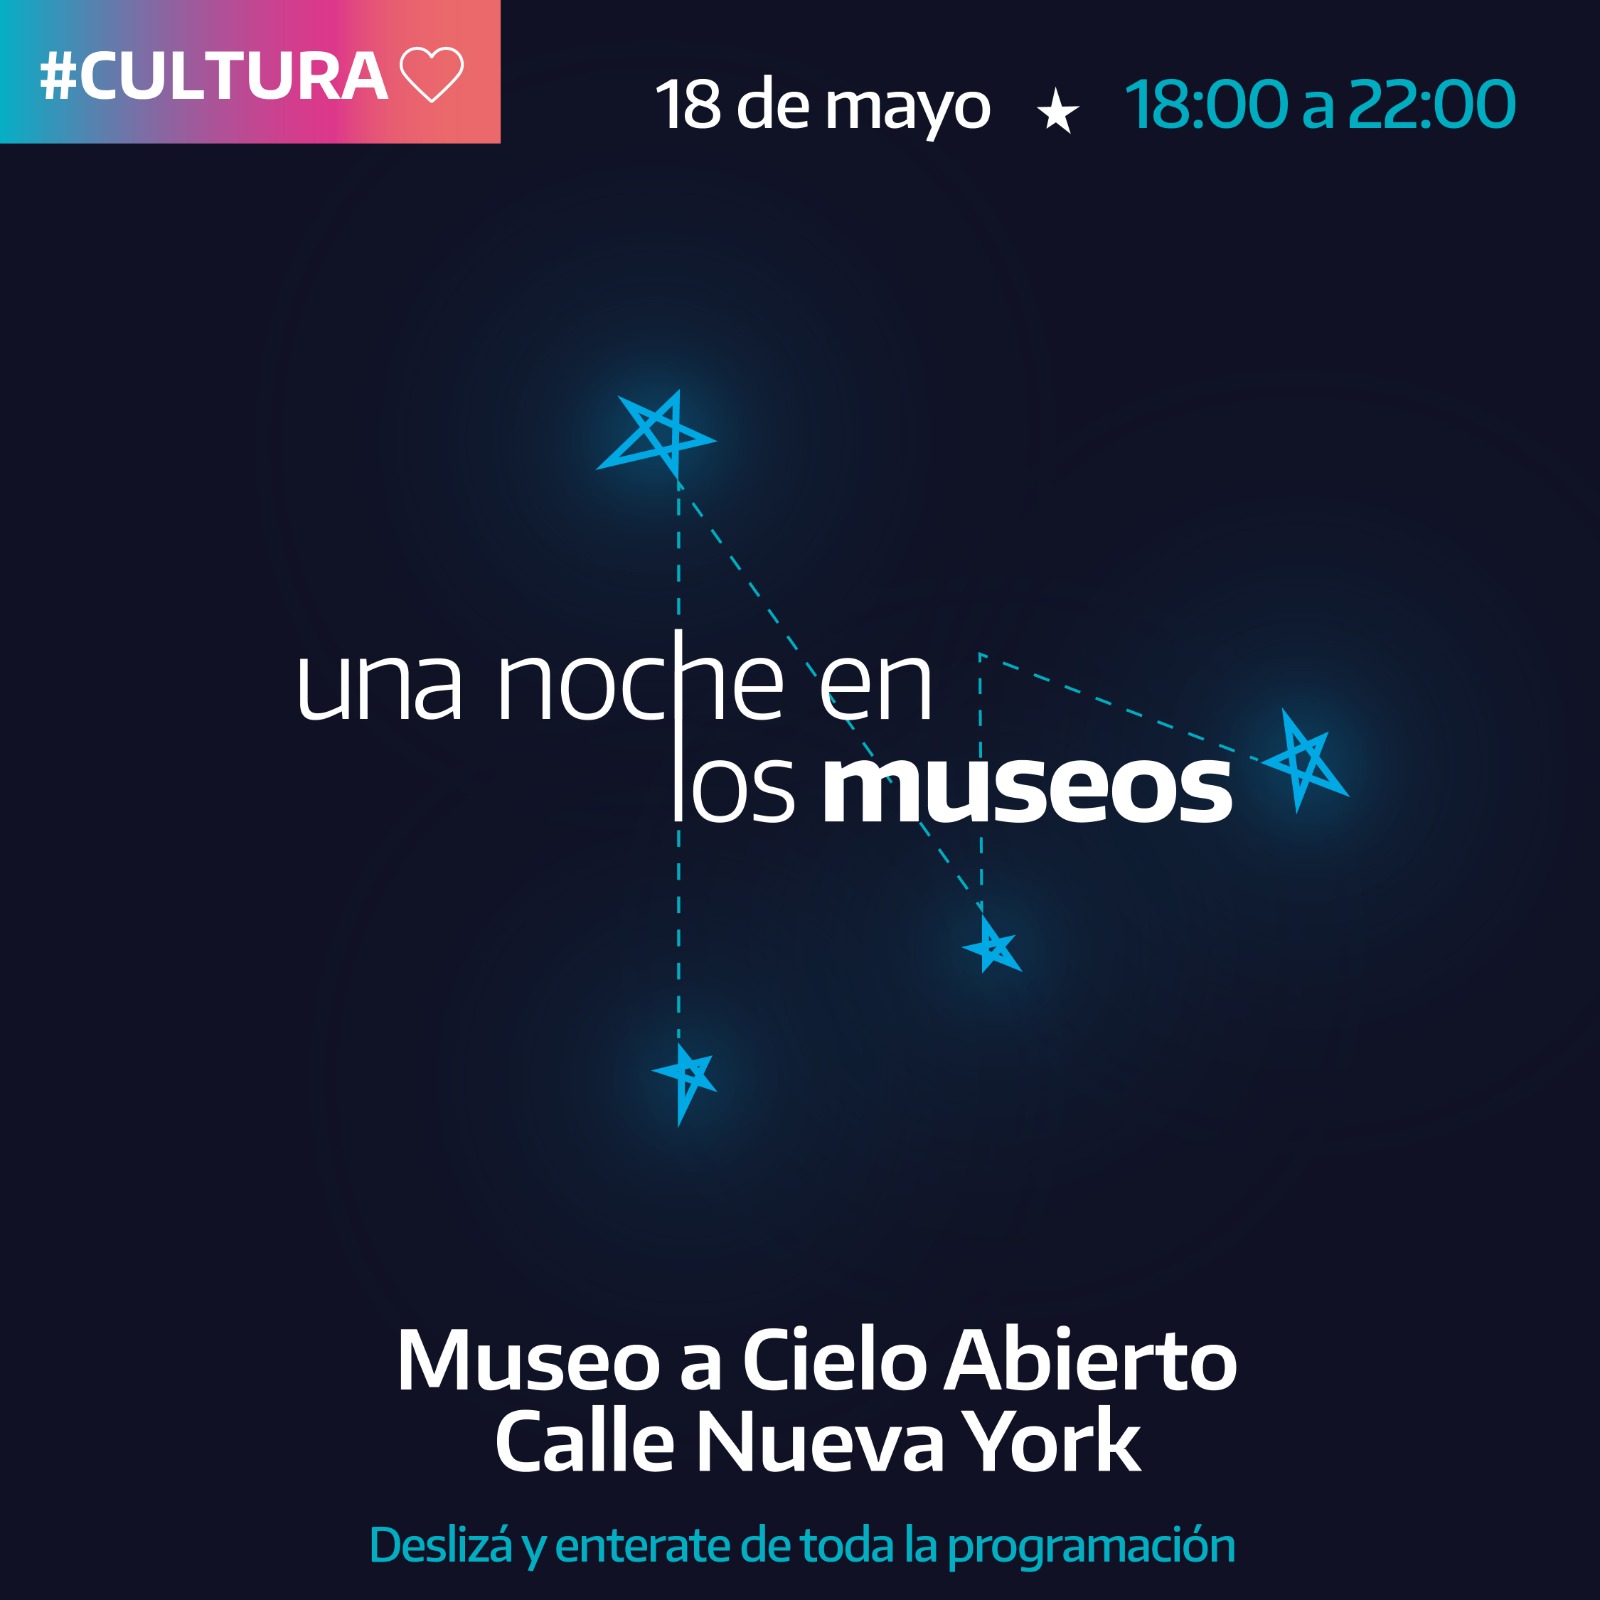 #CULTURA
18 de mayo ★ 18:00 a 22:00
una noche en
los museos
Museo a Cielo Abierto
Calle Nueva York
Deslizá y enterate de toda la programación